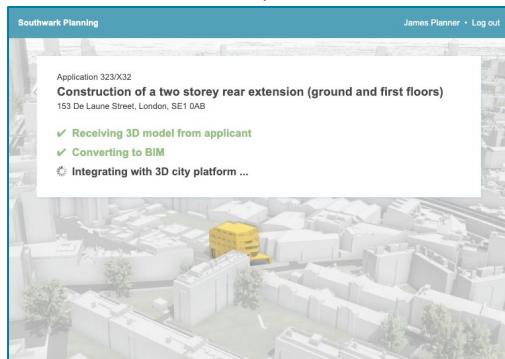 Southwark Planning
James Planner • Log out
Application 323/X32
Construction of a two storey rear extension (ground and first floors)
153 De Laune Street, London, SE1 0AB
✔ Receiving 3D model from applicant
✔ Converting to BIM
Integrating with 3D city platform ...